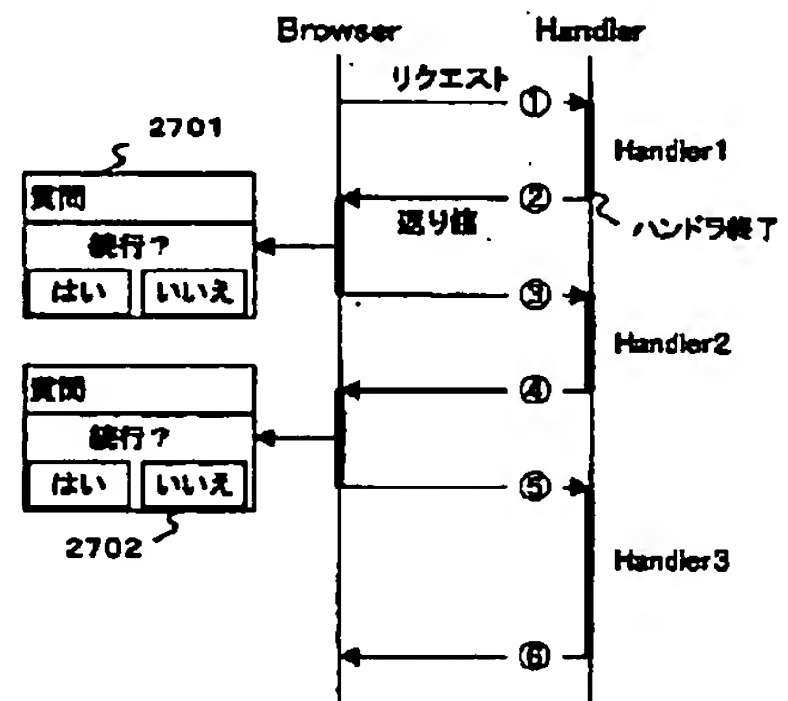 Browser
Handler
リクエスト
①
2701
Handler1
質問
②
続行？
返り値
ハンドラ終了
はい
いいえ
③
Handler2
質問
④
続行？
はい
いいえ
⑤
2702
Handler3
⑥